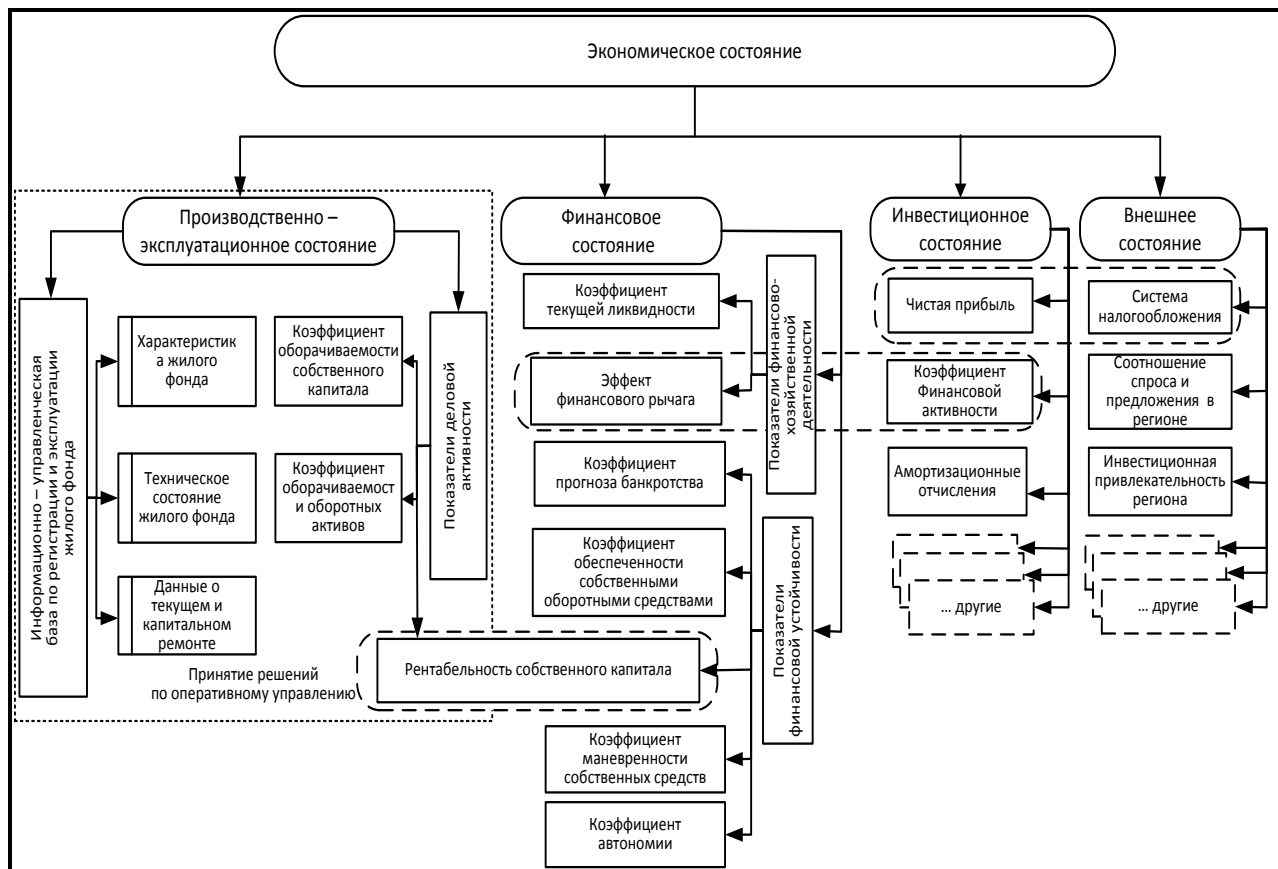 Экономическое состояние
Производственно –
эксплуатационное состояние
Финансовое
состояние
Инвестиционное
состояние
Внешнее
состояние
Информационно – управленческая
база по регистрации и эксплуатации
жилого фонда
Характеристик
а жилого
фонда
Техническое
состояние
жилого фонда
Данные о
текущем и
капитальном
ремонте
Коэффициент
оборачиваемости
собственного
капитала
Коэффициент
оборачиваемост
и оборотных
активов
Показатели деловой
активности
Принятие решений
по оперативному управлению
Рентабельность собственного капитала
Коэффициент
текущей ликвидности
Эффект
финансового рычага
Показатели финансово-
хозяйственной
деятельности
Коэффициент
прогноза банкротства
Коэффициент
обеспеченности
собственными
оборотными средствами
Коэффициент
маневренности
собственных средств
Коэффициент
автономии
Показатели
финансовой устойчивости
Чистая прибыль
Коэффициент
Финансовой
активности
Амортизационные
отчисления
... другие
Система
налогообложения
Соотношение
спроса и
предложения в
регионе
Инвестиционная
привлекательность
региона
... другие